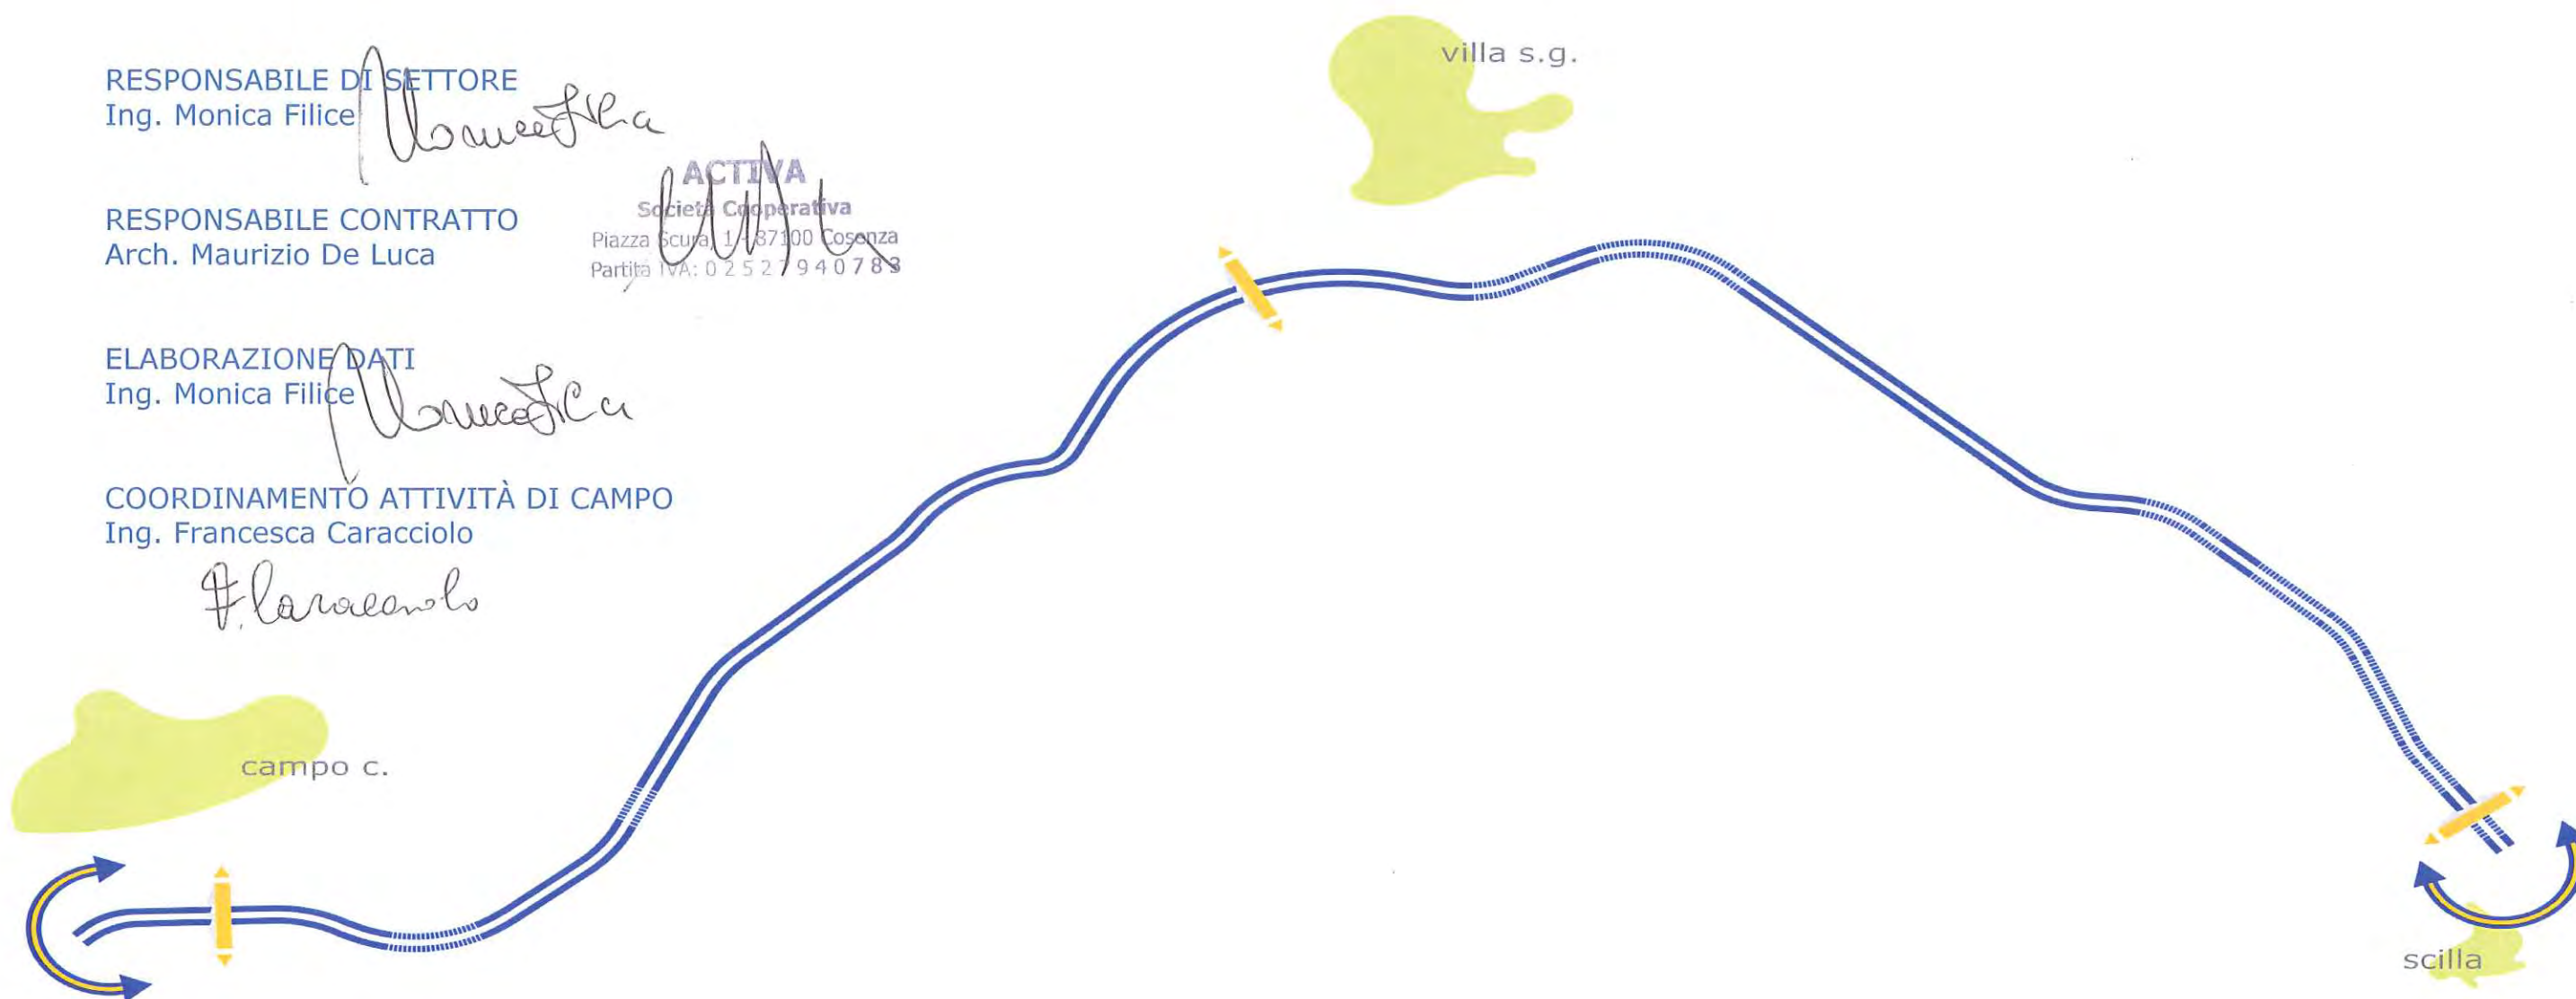 RESPONSABILE DI SETTORE
Ing. Monica Filice
RESPONSABILE CONTRATTO
Arch. Maurizio De Luca
ACTIVA
Società Cooperativa
Piazza Scura, 1 - 87100 Cosenza
Partita IVA: 02527940783
ELABORAZIONE DATI
Ing. Monica Filice
COORDINAMENTO ATTIVITÀ DI CAMPO
Ing. Francesca Caracciolo
F. Caracciolo
villa s.g.
campo c.
scilla